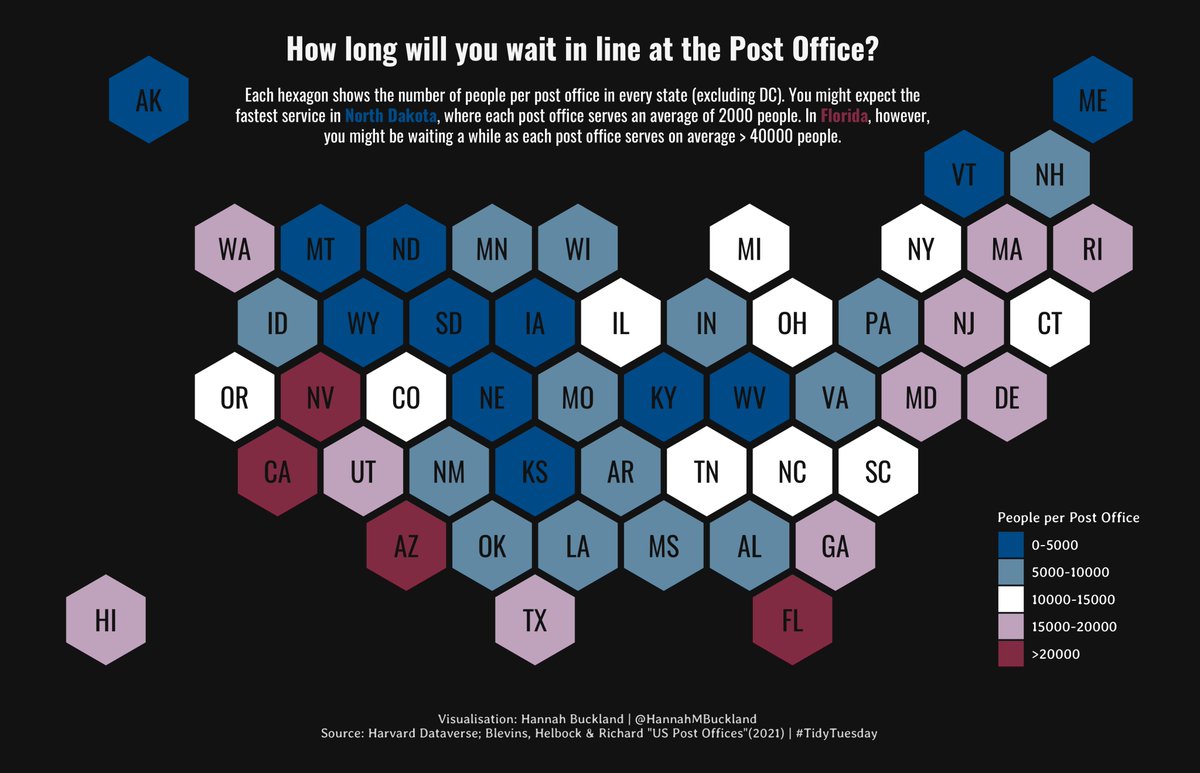 How long will you wait in line at the Post Office?
Each hexagon shows the number of people per post office in every state (excluding DC). You might expect the
fastest service in North Dakota, where each post office serves an average of 2000 people. In Florida, however,
you might be waiting a while as each post office serves on average > 40000 people.
AK
ME
VT
NH
WA
MT
ND
MN
WI
MI
NY
MA
RI
ID
WY
SD
IA
IL
IN
OH
PA
NJ
CT
OR
NV
CO
NE
MO
KY
WV
VA
MD
DE
CA
UT
NM
KS
AR
TN
NC
SC
AZ
OK
LA
MS
AL
GA
HI
TX
FL
People per Post Office
0-5000
5000-10000
10000-15000
15000-20000
>20000
Visualisation: Hannah Buckland | @HannahMBuckland
Source: Harvard Dataverse; Blevins, Helbock & Richard "US Post Offices"(2021) | #TidyTuesday